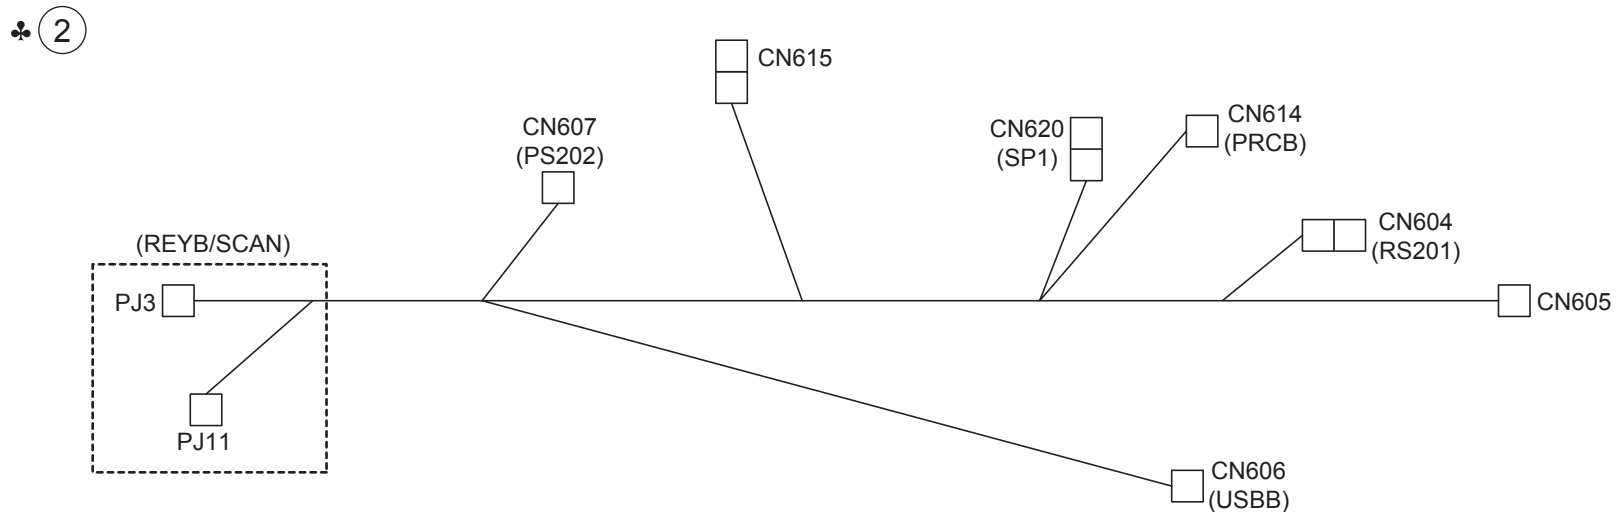 ♣ 2
CN615
CN607
(PS202)
CN620
(SP1)
CN614
(PRCB)
CN604
(RS201)
(REYB/SCAN)
PJ3
CN605
PJ11
CN606
(USBB)